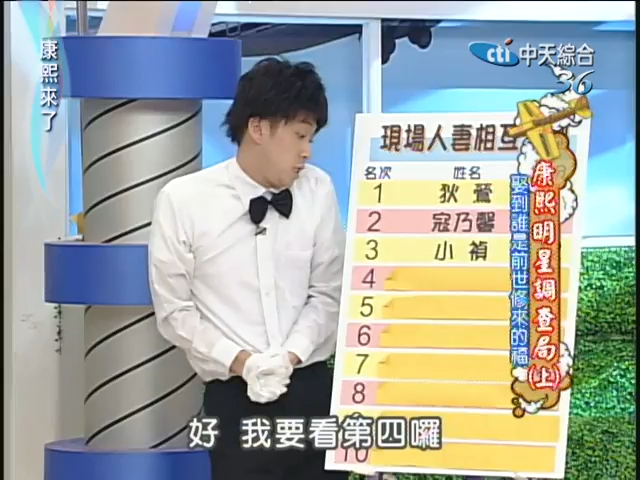 康熙來了
cti 中天綜合
36
現場人妻相互
名次 姓名
1 狄鶯
2 寇乃馨
3 小禎
4
5
6
7
8
10
康熙明星調查局(上)
娶到誰是前世修來的福
好 我要看第四囉